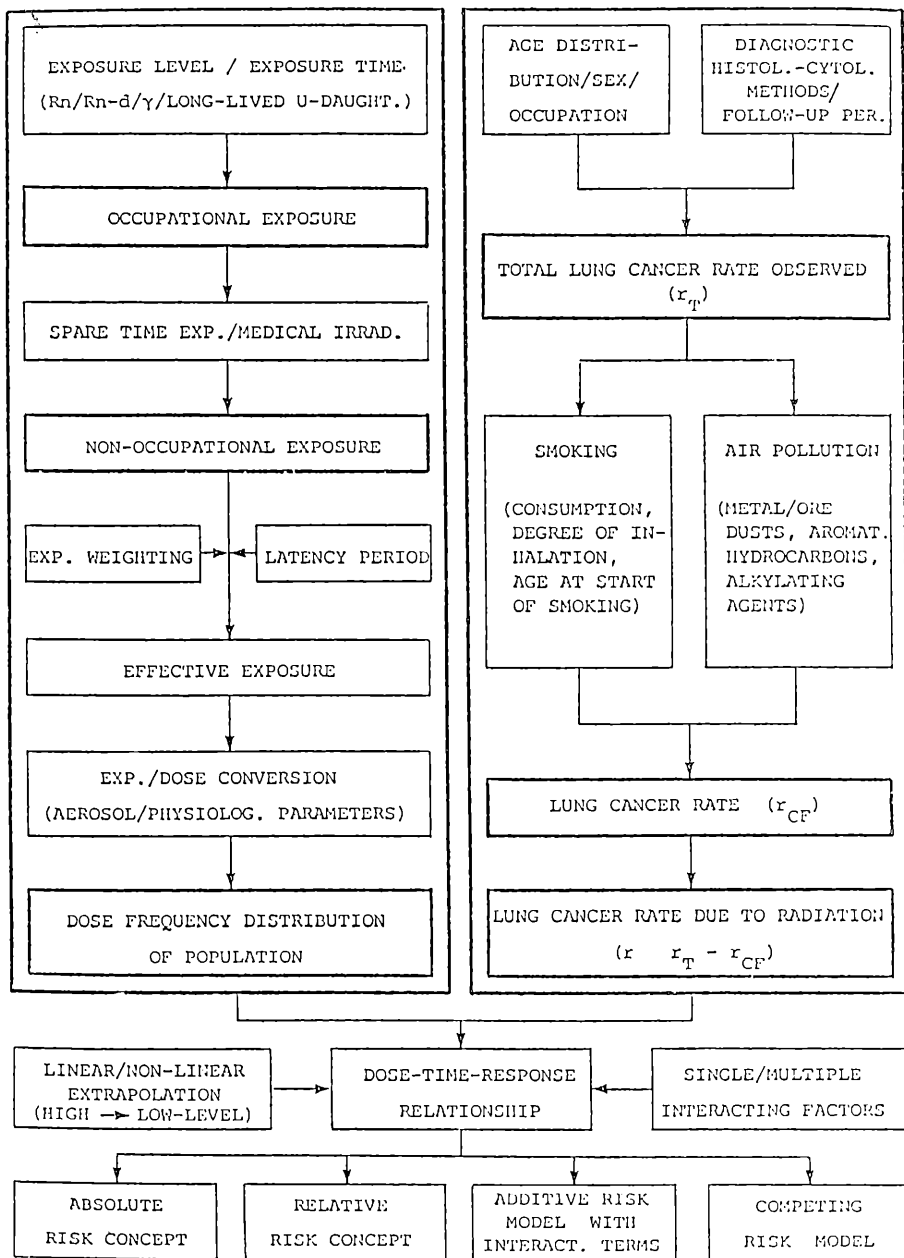 EXPOSURE LEVEL / EXPOSURE TIME
(Rn/Rn-d/γ/LONG-LIVED U-DAUGHT.)
OCCUPATIONAL EXPOSURE
SPARE TIME EXP./MEDICAL IRRAD.
NON-OCCUPATIONAL EXPOSURE
EXP. WEIGHTING
LATENCY PERIOD
EFFECTIVE EXPOSURE
EXP./DOSE CONVERSION
(AEROSOL/PHYSIOLOG. PARAMETERS)
DOSE FREQUENCY DISTRIBUTION
OF POPULATION
AGE DISTRI-
BUTION/SEX/
OCCUPATION
DIAGNOSTIC
HISTOL.-CYTOL.
METHODS/
FOLLOW-UP PER.
TOTAL LUNG CANCER RATE OBSERVED
(r_T)
SMOKING
(CONSUMPTION,
DEGREE OF IN-
HALATION,
AGE AT START
OF SMOKING)
AIR POLLUTION
(METAL/ORE
DUSTS, AROMAT.
HYDROCARBONS,
ALKYLATING
AGENTS)
LUNG CANCER RATE (r_CF)
LUNG CANCER RATE DUE TO RADIATION
(r r_T - r_CF)
LINEAR/NON-LINEAR
EXTRAPOLATION
(HIGH → LOW-LEVEL)
DOSE-TIME-RESPONSE
RELATIONSHIP
SINGLE/MULTIPLE
INTERACTING FACTORS
ABSOLUTE
RISK CONCEPT
RELATIVE
RISK CONCEPT
ADDITIVE RISK
MODEL WITH
INTERACT. TERMS
COMPETING
RISK MODEL